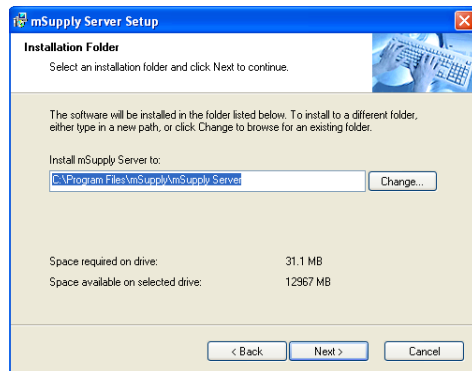 mSupply Server Setup
Installation Folder
Select an installation folder and click Next to continue.
The software will be installed in the folder listed below. To install to a different folder,
either type in a new path, or click Change to browse for an existing folder.
Install mSupply Server to:
C:\Program Files\mSupply\mSupply Server
Change...
Space required on drive: 31.1 MB
Space available on selected drive: 12967 MB
< Back Next > Cancel